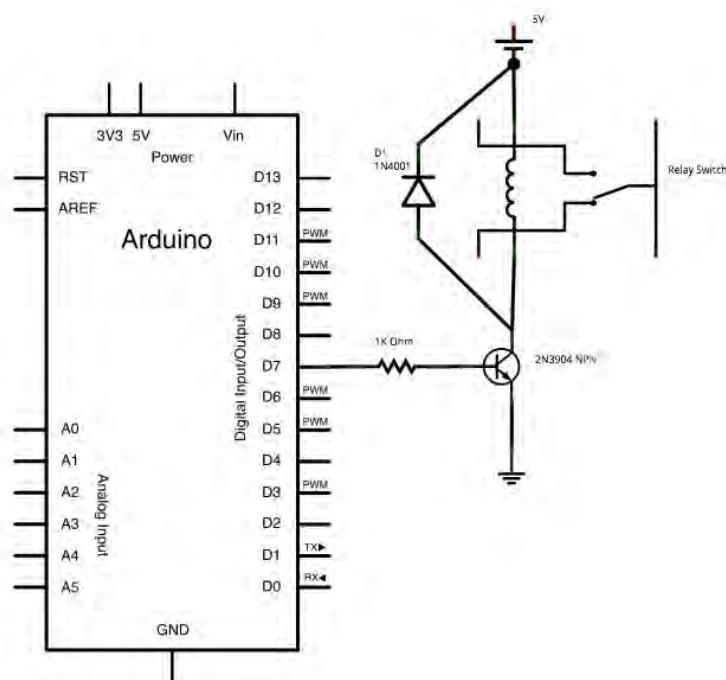 5V
3V3 5V Vin
Power
RST
AREF
Arduino
D13
D12
D11 PWM
D10 PWM
D9 PWM
D8
D7
D6 PWM
D5 PWM
D4
D3 PWM
D2
D1 TX▶
D0 RX◀
Digital Input/Output
A0
A1
A2
A3
A4
A5
Analog Input
GND
D1
1N4001
Relay Switch
1K Ohm
2N3904 NPN